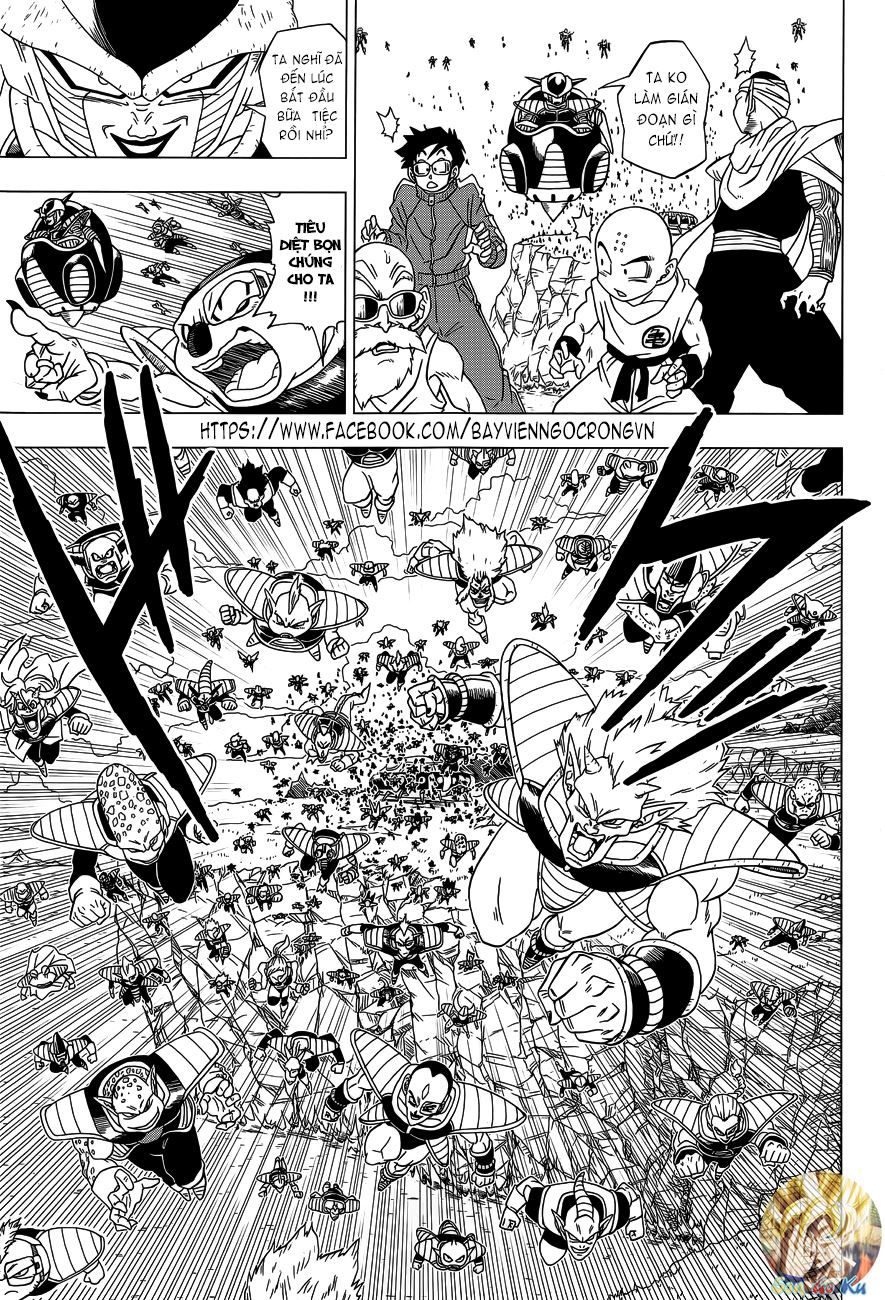 TA KO
LÀM GIÁN
ĐOẠN GÌ
CHỨ!!
TA NGHĨ ĐÃ
ĐẾN LÚC
BẮT ĐẦU
BỮA TIỆC
RỒI NHỈ?
TIÊU
DIỆT BỌN
CHÚNG
CHO TA
!!!
HTTPS://WWW.FACEBOOK.COM/BAYVIENNGOCRONGVN